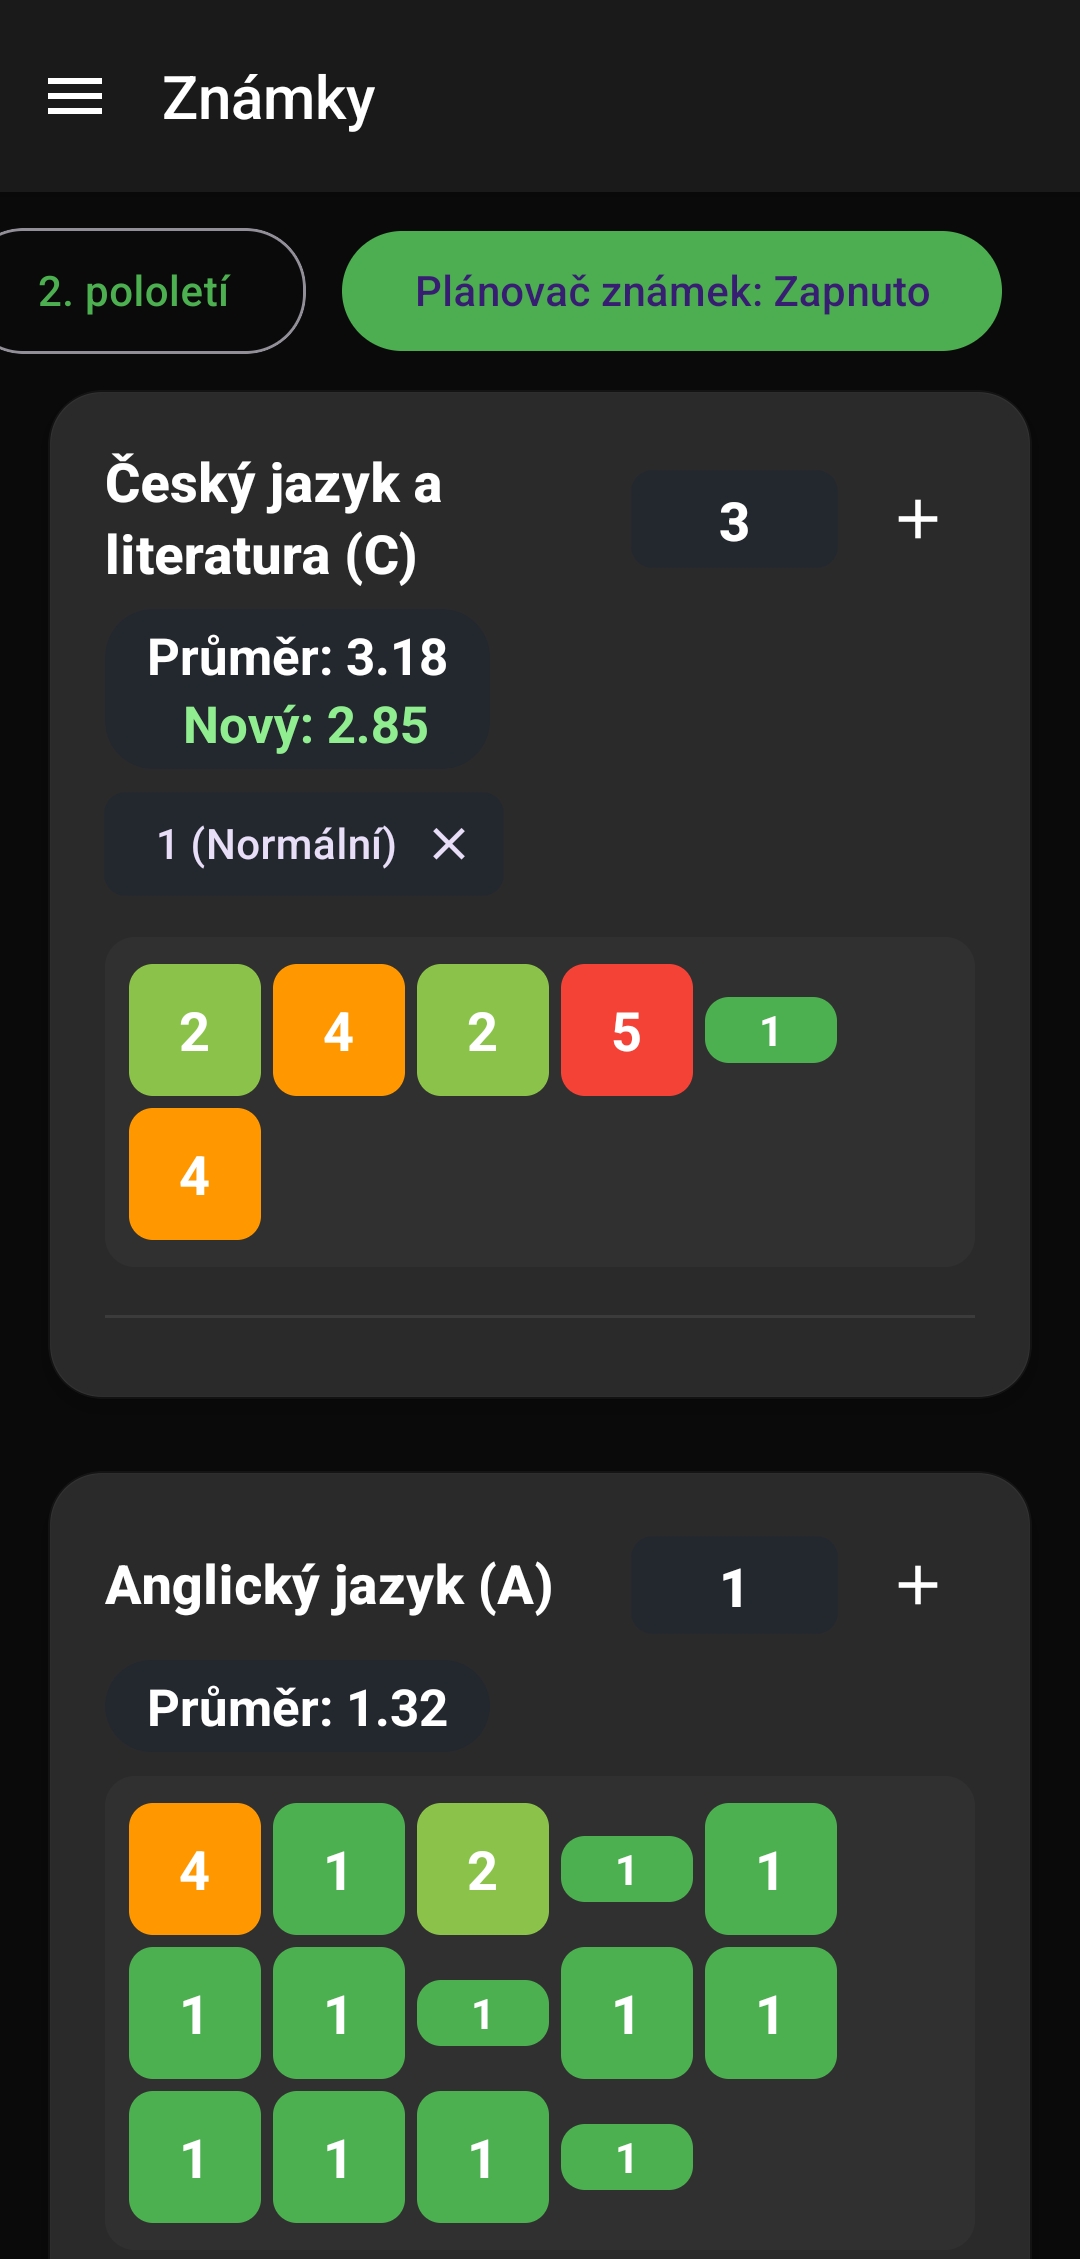 Známky
2. pololetí
Plánovač známek: Zapnuto
Český jazyk a
literatura (C)
3
+
Průměr: 3.18
Nový: 2.85
1 (Normální) ×
2 4 2 5 1
4
Anglický jazyk (A)
1
+
Průměr: 1.32
4 1 2 1 1
1 1 1 1 1
1 1 1 1